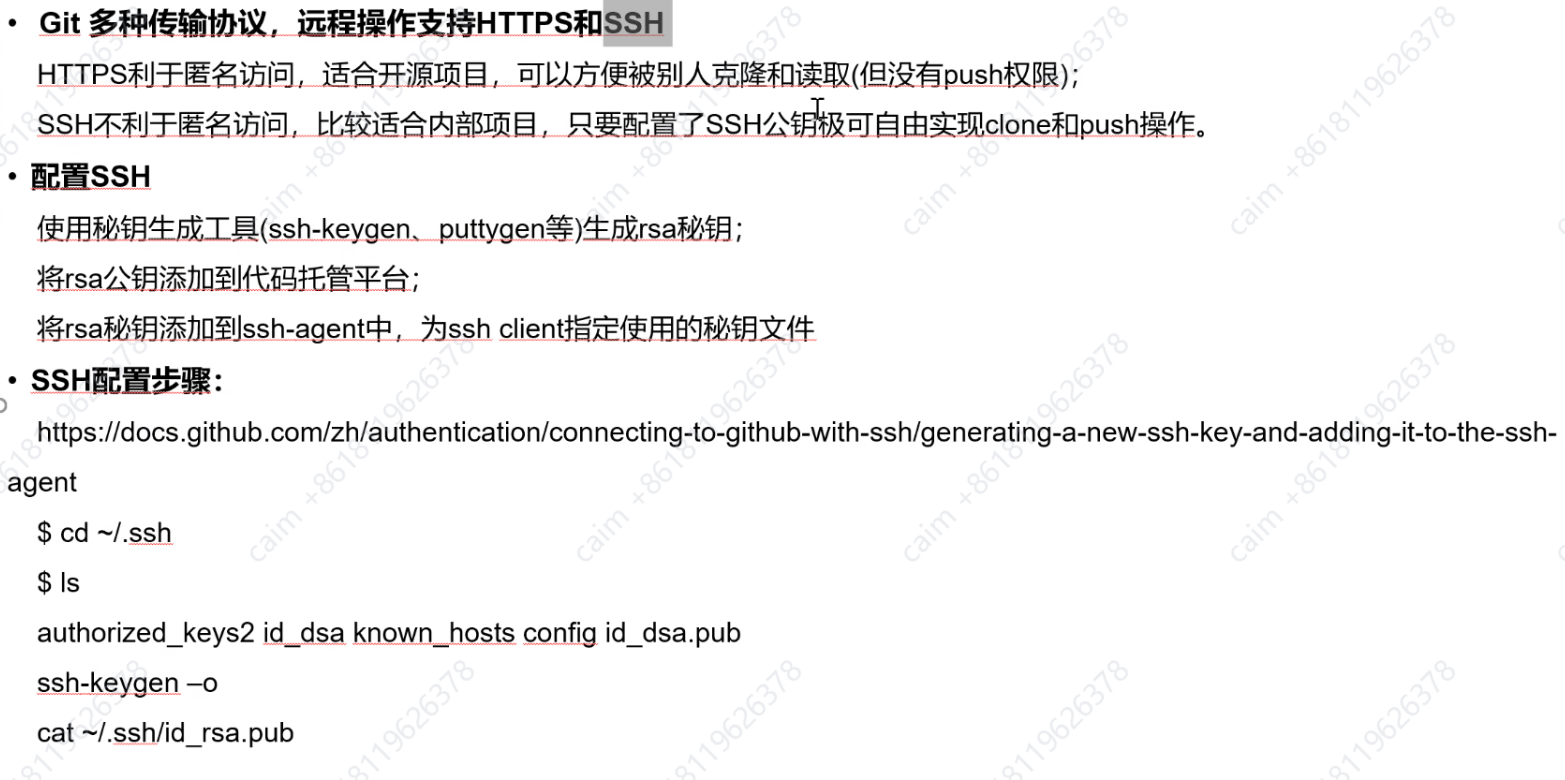 • Git 多种传输协议，远程操作支持HTTPS和SSH
HTTPS利于匿名访问，适合开源项目，可以方便被别人克隆和读取(但没有push权限)；
SSH不利于匿名访问，比较适合内部项目，只要配置了SSH公钥极可自由实现clone和push操作。
• 配置SSH
使用秘钥生成工具(ssh-keygen、puttygen等)生成rsa秘钥；
将rsa公钥添加到代码托管平台；
将rsa秘钥添加到ssh-agent中，为ssh client指定使用的秘钥文件
• SSH配置步骤：
https://docs.github.com/zh/authentication/connecting-to-github-with-ssh/generating-a-new-ssh-key-and-adding-it-to-the-ssh-
agent
$ cd ~/.ssh
$ ls
authorized_keys2 id_dsa known_hosts config id_dsa.pub
ssh-keygen –o
cat ~/.ssh/id_rsa.pub
caim +8618119626378